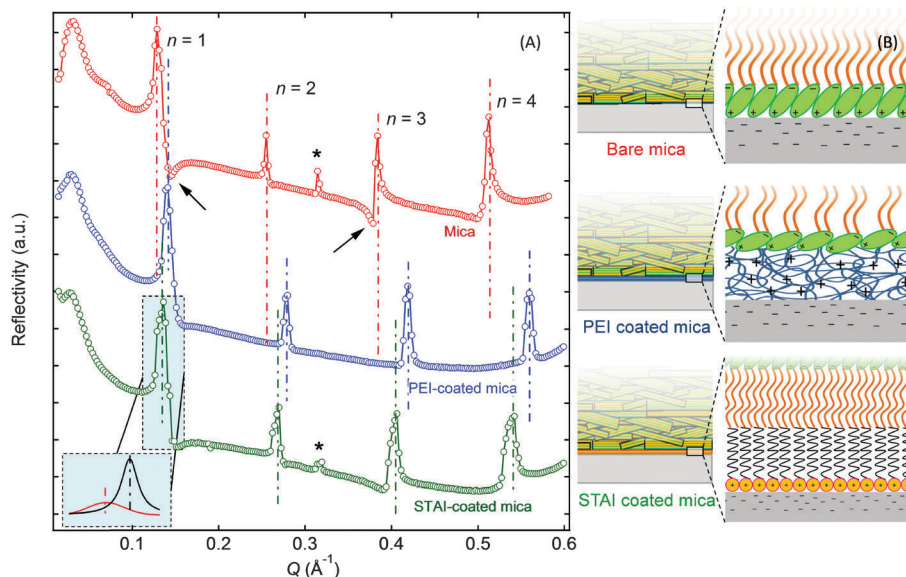 (A)
n = 1
n = 2
n = 3
n = 4
*
Mica
PEI-coated mica
*
STAI-coated mica
Reflectivity (a.u.)
0.1
0.2
0.3
0.4
0.5
0.6
Q (Å⁻¹)
(B)
Bare mica
PEI coated mica
STAI coated mica